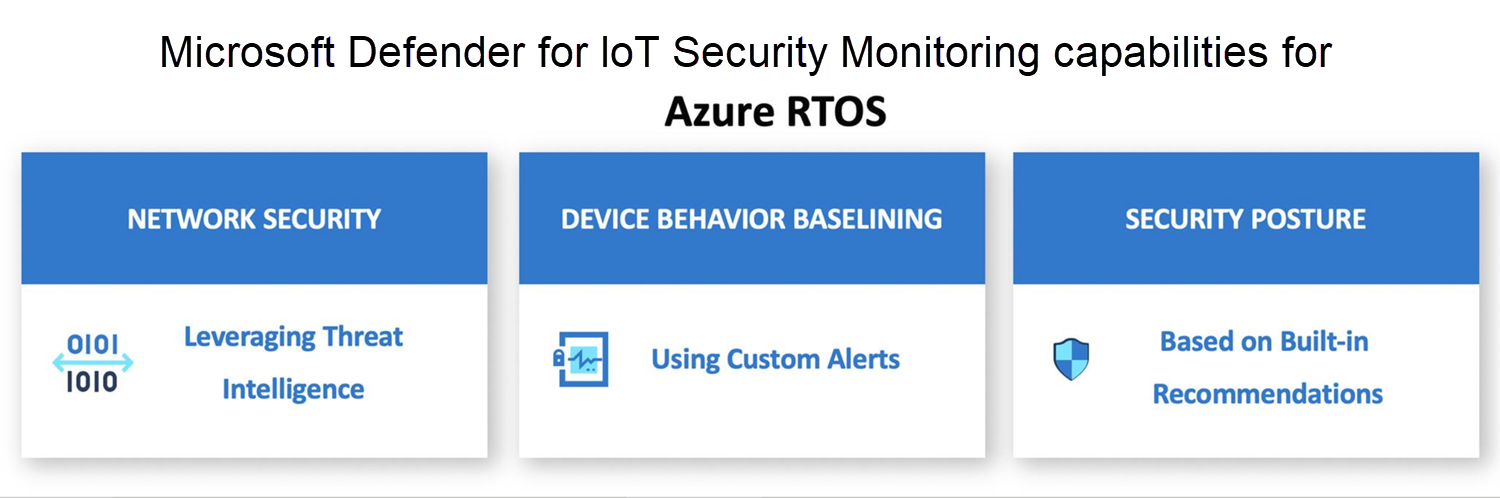 Microsoft Defender for IoT Security Monitoring capabilities for
Azure RTOS
NETWORK SECURITY
0101
1010
Leveraging Threat
Intelligence
DEVICE BEHAVIOR BASELINING
Using Custom Alerts
SECURITY POSTURE
Based on Built-in
Recommendations